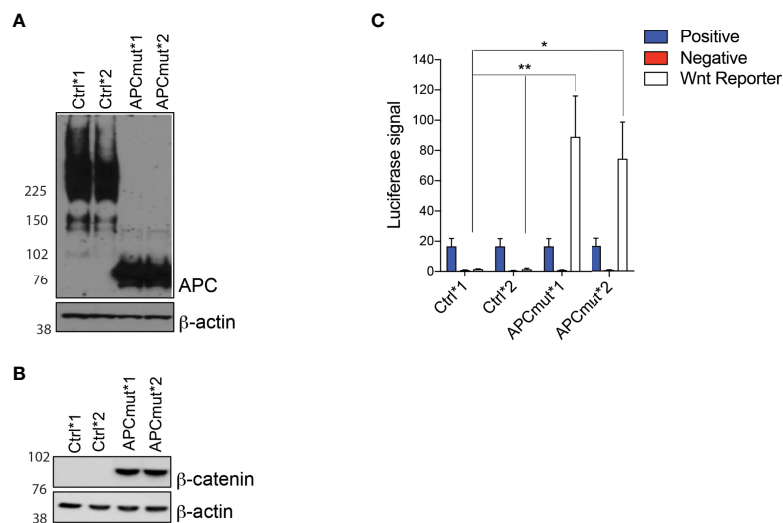 A
Ctrl*1
Ctrl*2
APCmut*1
APCmut*2
225
150
102
76
38
APC
β-actin
B
Ctrl*1
Ctrl*2
APCmut*1
APCmut*2
102
76
38
β-catenin
β-actin
C
Positive
Negative
Wnt Reporter
*
**
Luciferase signal
140
120
100
80
60
40
20
0
Ctrl*1
Ctrl*2
APCmut*1
APCmut*2